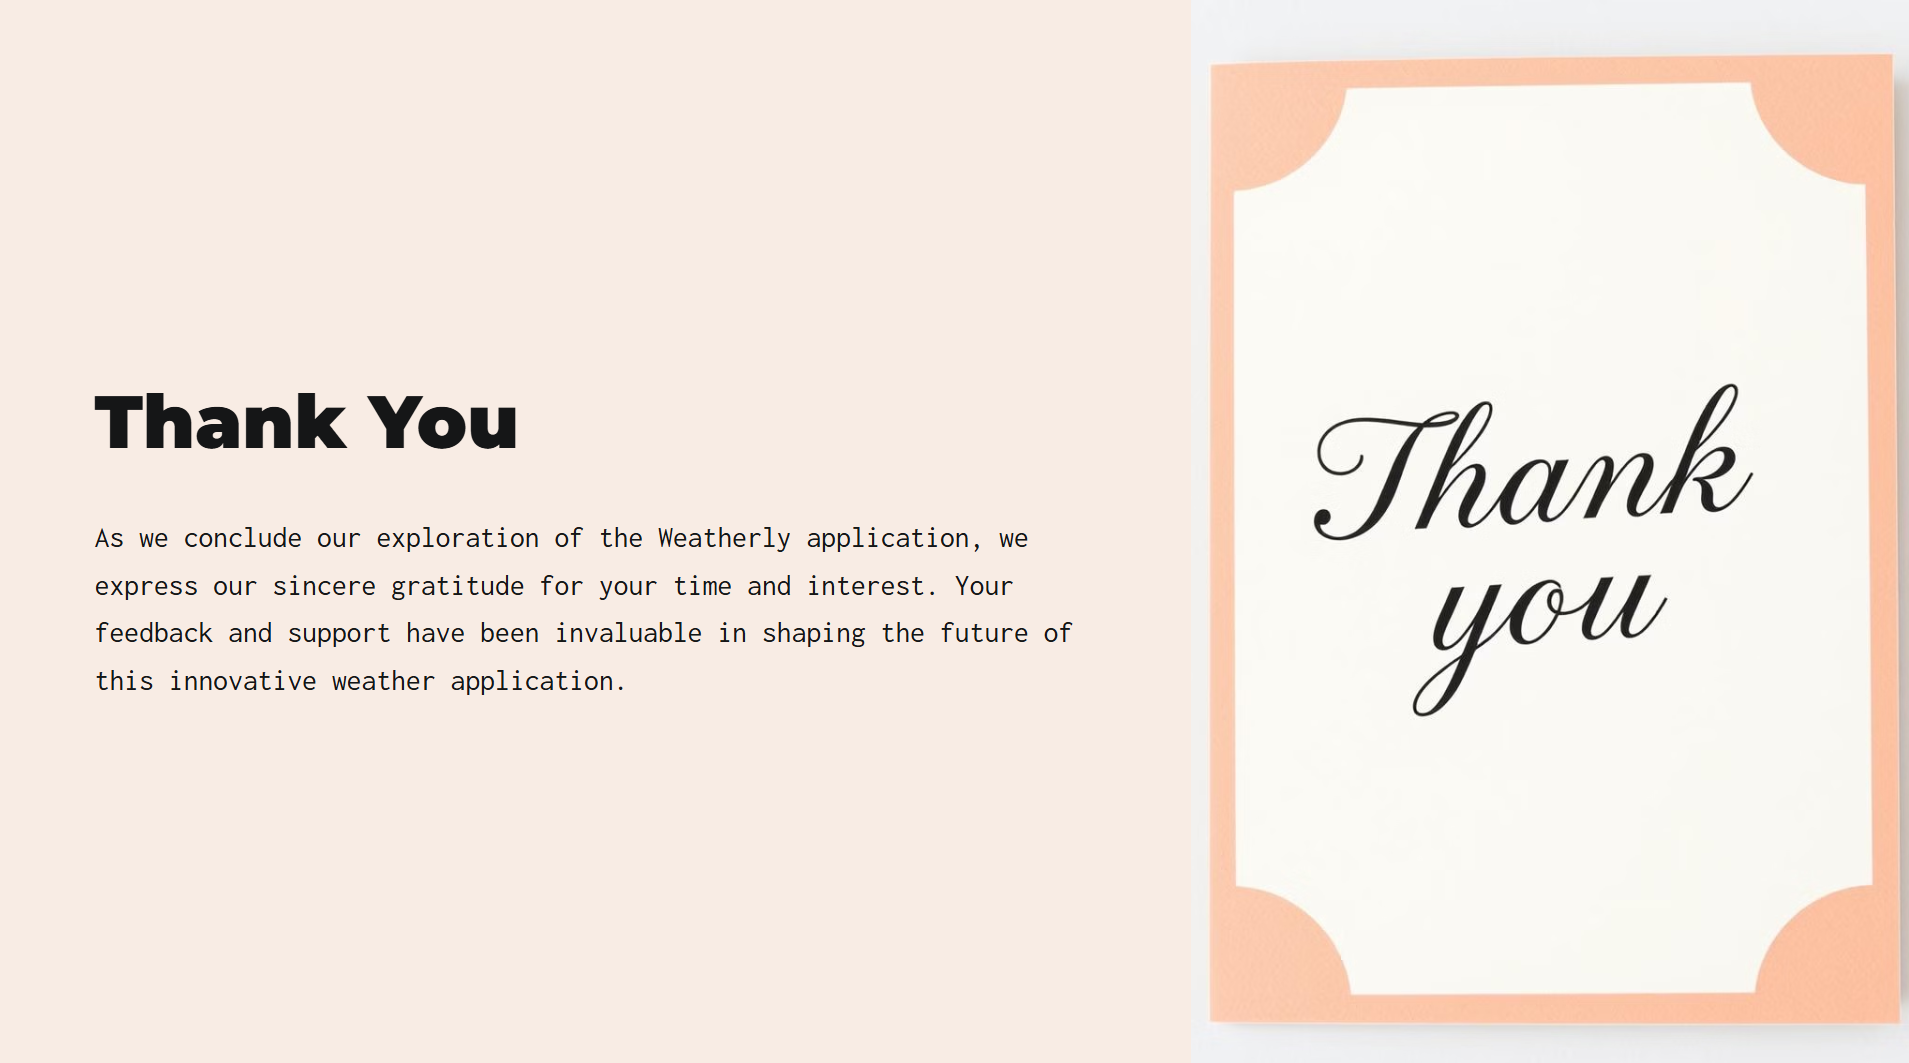 Thank You
As we conclude our exploration of the Weatherly application, we
express our sincere gratitude for your time and interest. Your
feedback and support have been invaluable in shaping the future of
this innovative weather application.
Thank
you